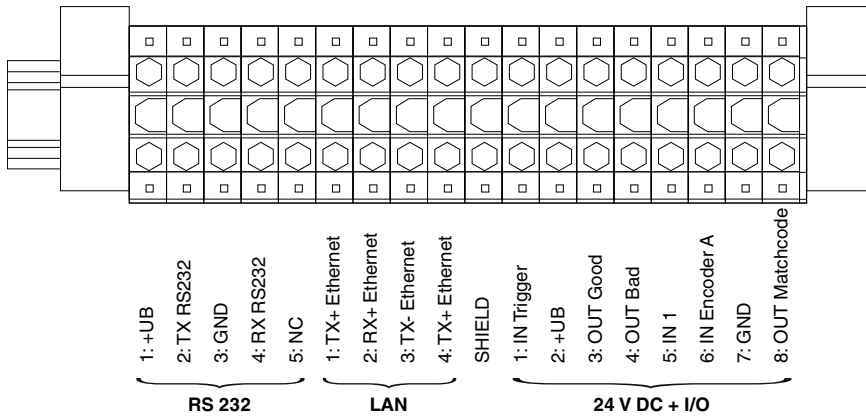 1: +UB
2: TX RS232
3: GND
4: RX RS232
5: NC
1: TX+ Ethernet
2: RX+ Ethernet
3: TX- Ethernet
4: TX+ Ethernet
SHIELD
1: IN Trigger
2: +UB
3: OUT Good
4: OUT Bad
5: IN 1
6: IN Encoder A
7: GND
8: OUT Matchcode
RS 232
LAN
24 V DC + I/O